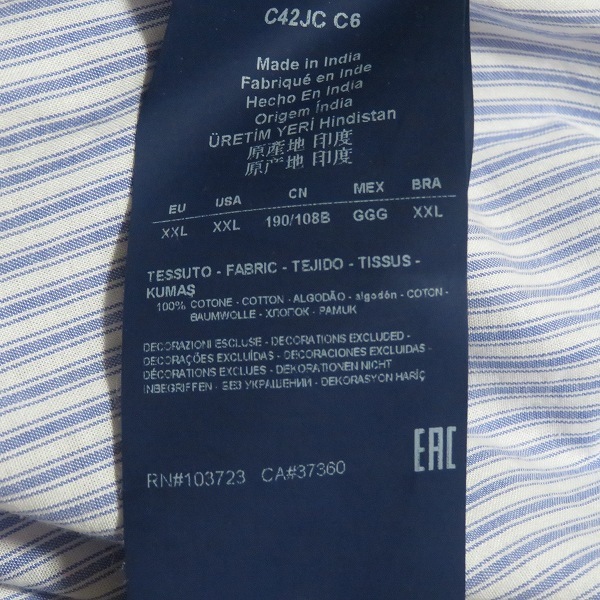 C42JC C6
Made in India
Fabriqué en Inde
Hecho En India
Origem Índia
ÜRETİM YERİ Hindistan
原産地 印度
原产地 印度
EU USA CN MEX BRA
XXL XXL 190/108B GGG XXL
TESSUTO - FABRIC - TEJIDO - TISSUS -
KUMAŞ
100% COTONE - COTTON - ALGODÃO - algodón - COTON -
BAUMWOLLE - ХЛОПОК - PAMUK
DECORAZIONI ESCLUSE - DECORATIONS EXCLUDED -
DECORAÇÕES EXCLUÍDAS - DECORACIONES EXCLUIDAS -
DÉCORATIONS EXCLUES - DEKORATIONEN NICHT
INBEGRIFFEN - БЕЗ УКРАШЕНИИ - DEKORASYON HARİÇ
EAC
RN#103723 CA#37360